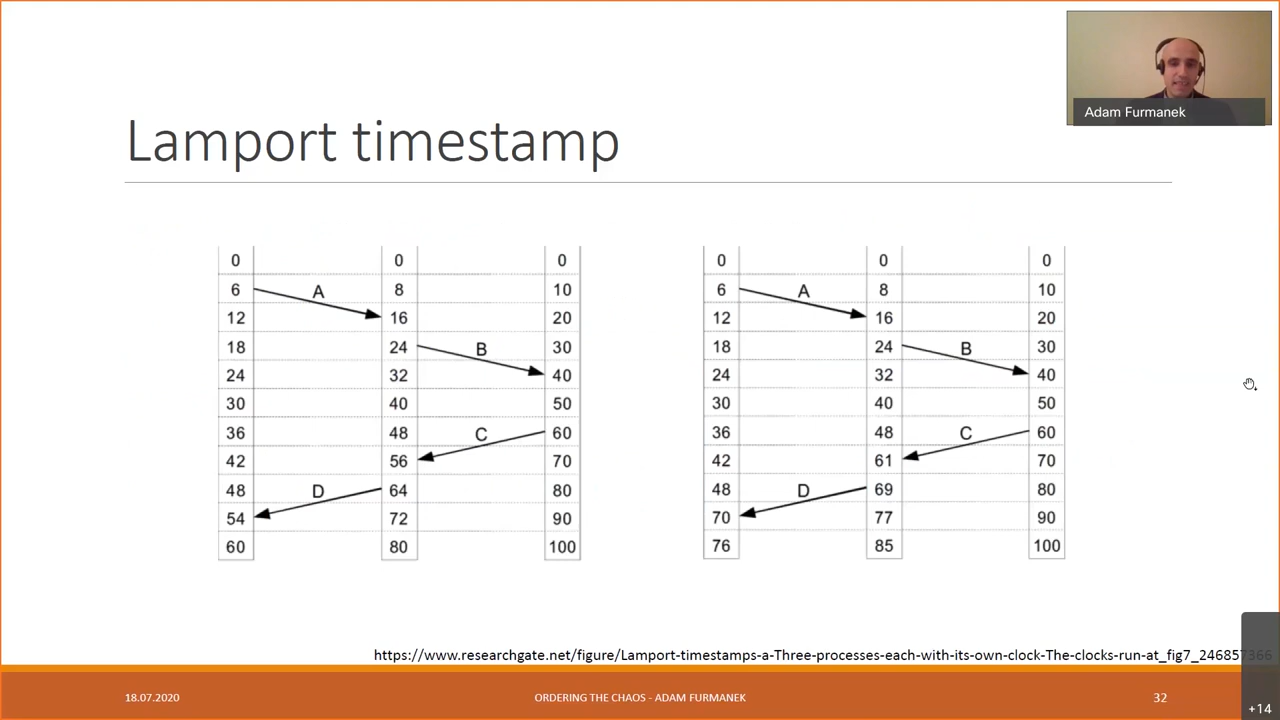 Adam Furmanek
Lamport timestamp
0 0 0 0 0 0
6 A 8 10 6 A 8 10
12 16 20 12 16 20
18 24 B 30 18 24 B 30
24 32 40 24 32 40
30 40 50 30 40 50
36 48 C 60 36 48 C 60
42 56 70 42 61 70
48 D 64 80 48 D 69 80
54 72 90 70 77 90
60 80 100 76 85 100
https://www.researchgate.net/figure/Lamport-timestamps-a-Three-processes-each-with-its-own-clock-The-clocks-run-at_fig7_246857366
18.07.2020 ORDERING THE CHAOS - ADAM FURMANEK 32
+14